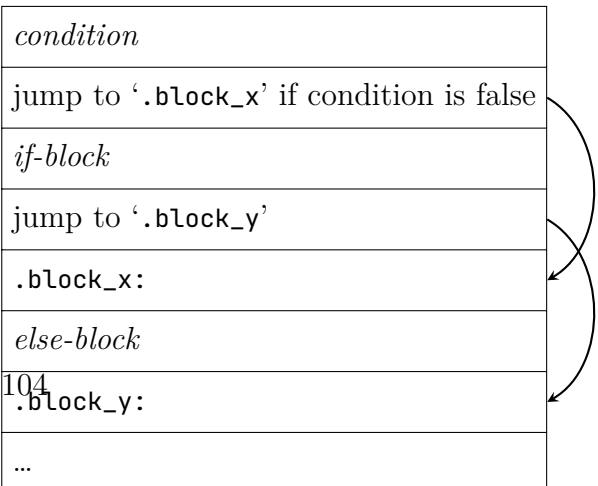 condition
jump to ‘.block_x’ if condition is false
if-block
jump to ‘.block_y’
.block_x:
else-block
104
.block_y:
…